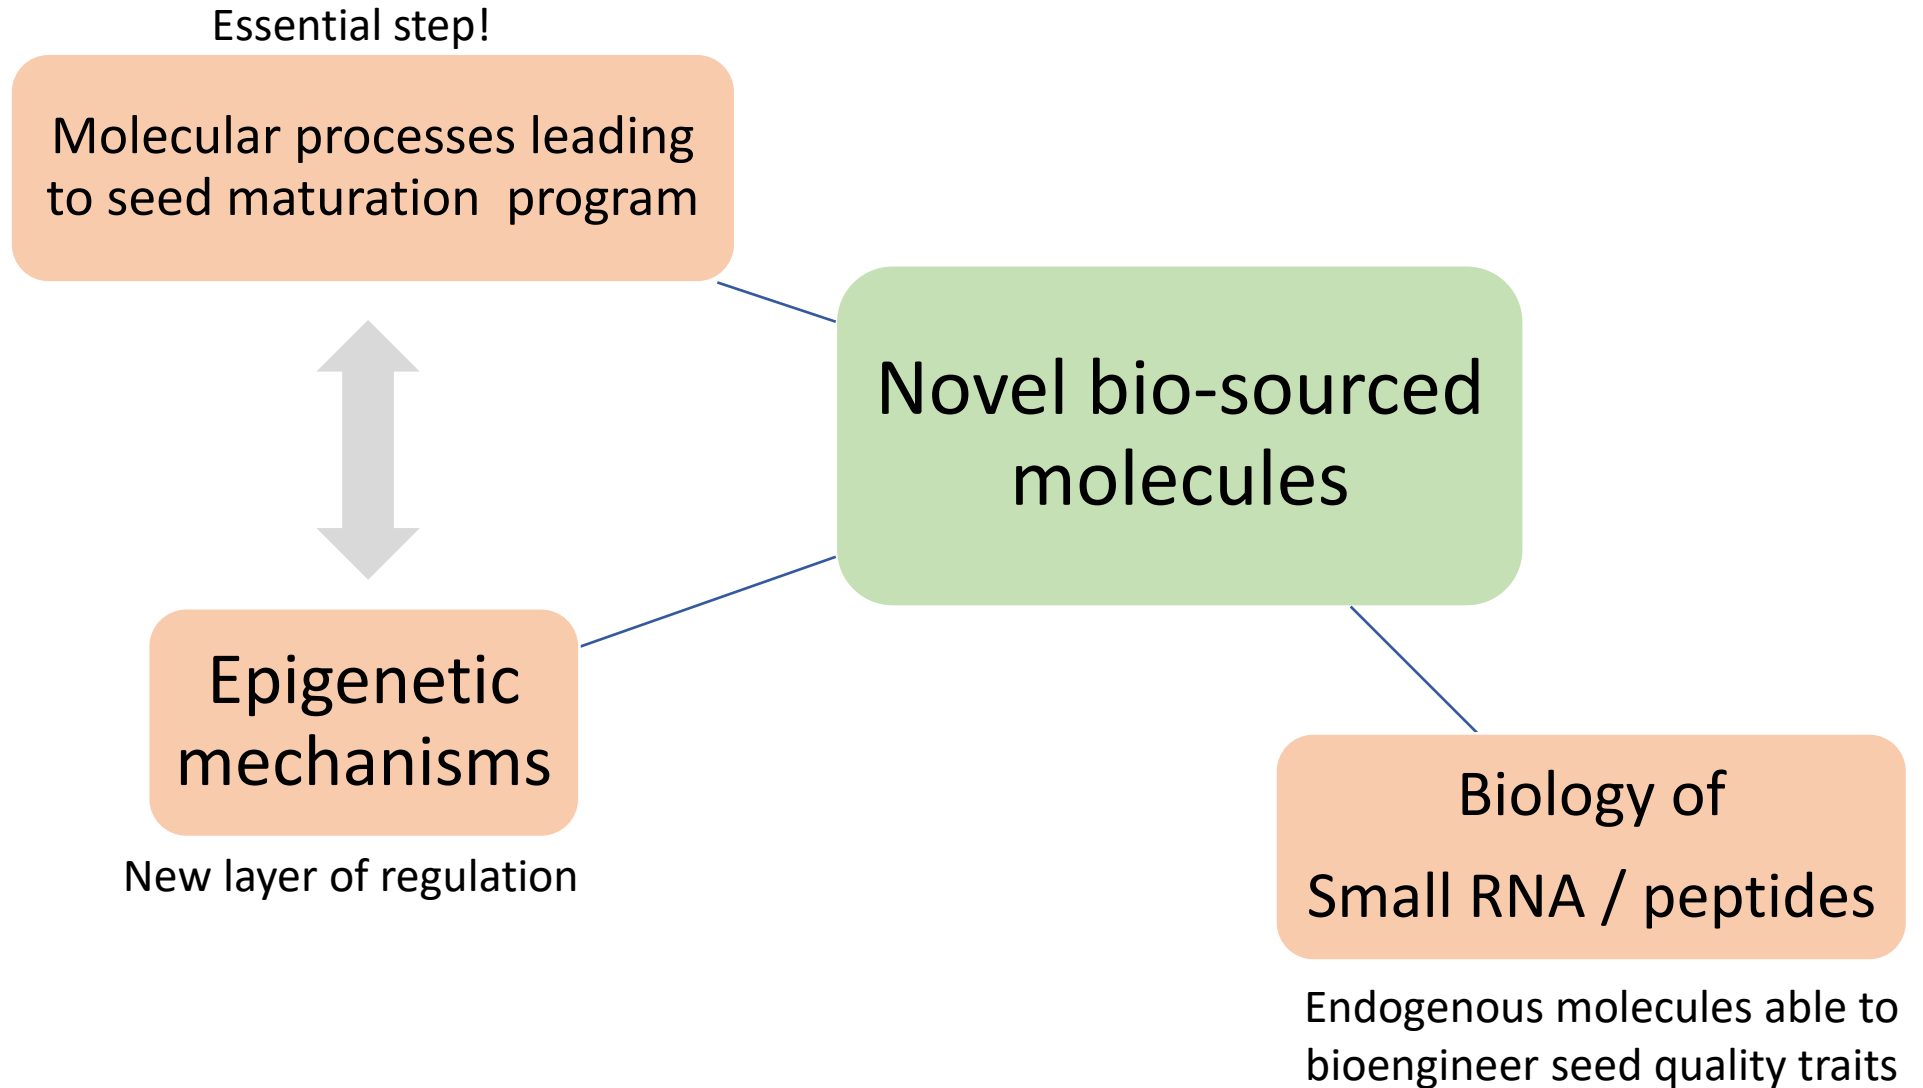 Essential step!
Molecular processes leading
to seed maturation program
Novel bio-sourced
molecules
Epigenetic
mechanisms
New layer of regulation
Biology of
Small RNA / peptides
Endogenous molecules able to
bioengineer seed quality traits